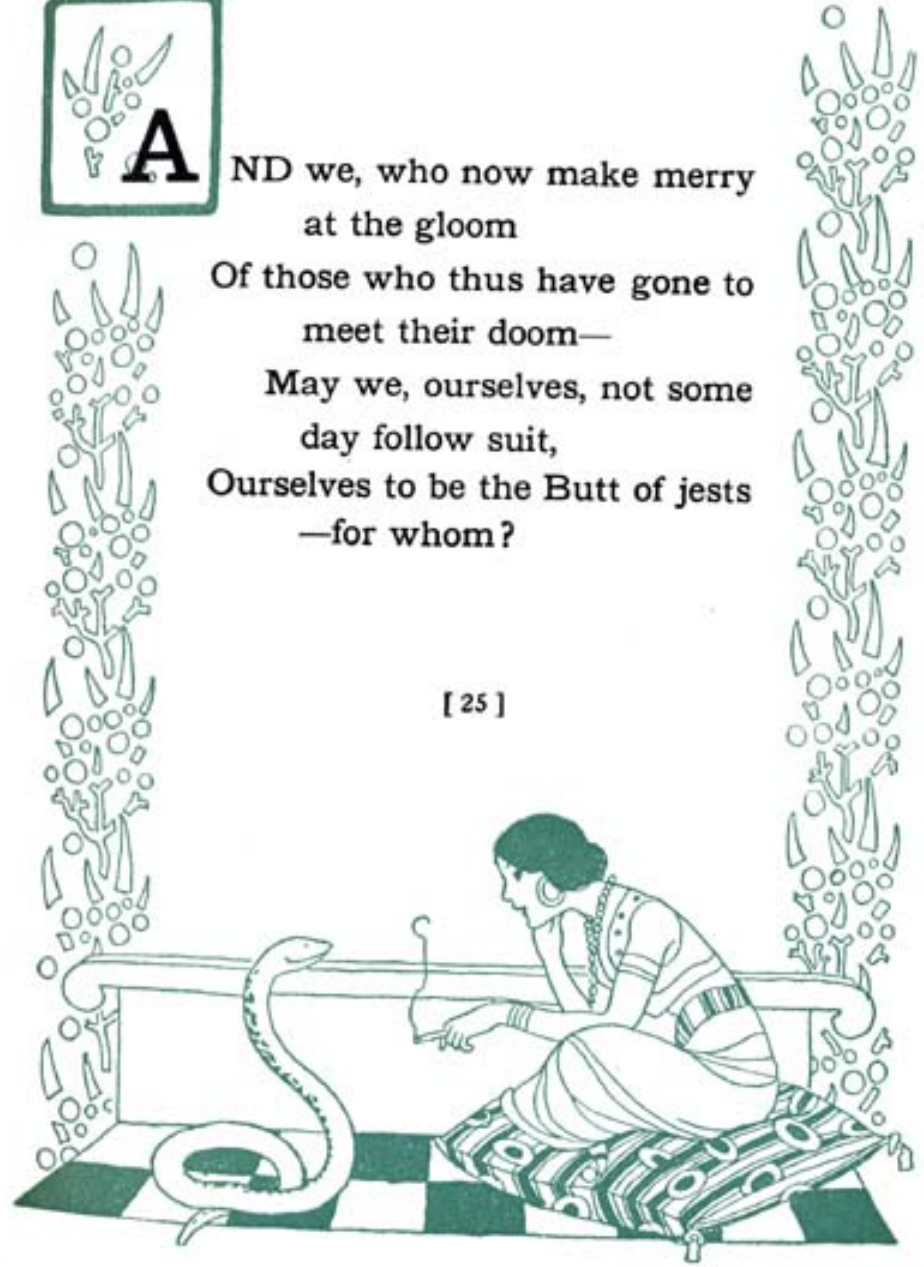 AND we, who now make merry
at the gloom
Of those who thus have gone to
meet their doom—
May we, ourselves, not some
day follow suit,
Ourselves to be the Butt of jests
—for whom?
[ 25 ]